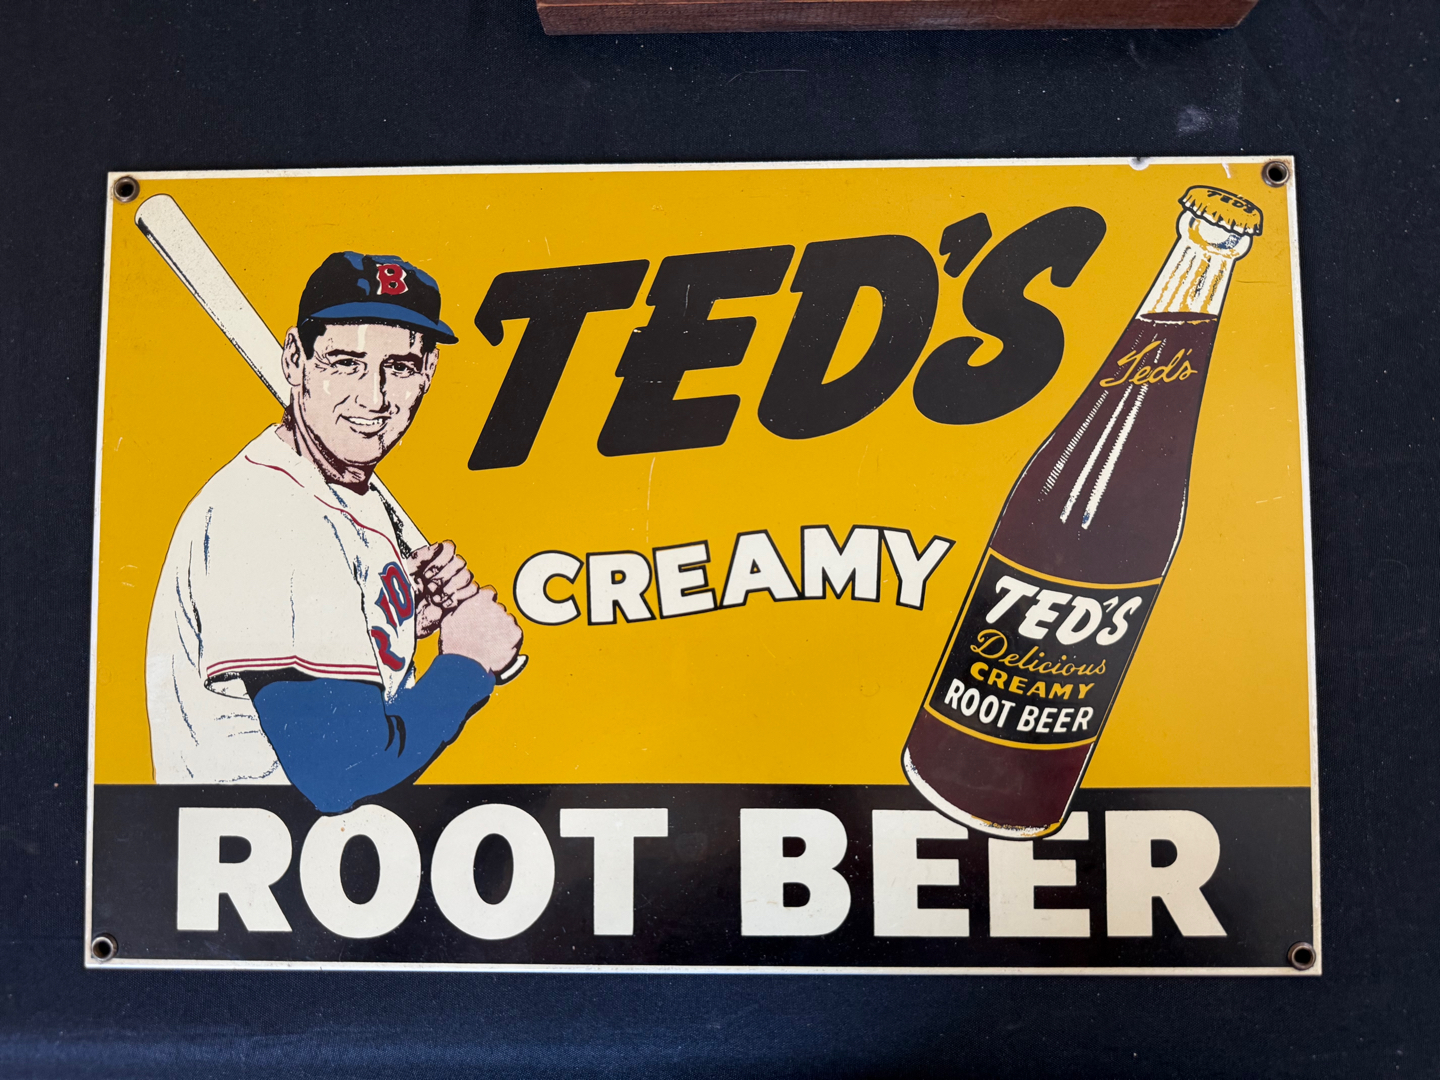 B
TED'S
TED'S
Ted's
CREAMY
TED'S
Delicious
CREAMY
ROOT BEER
ROOT BEER